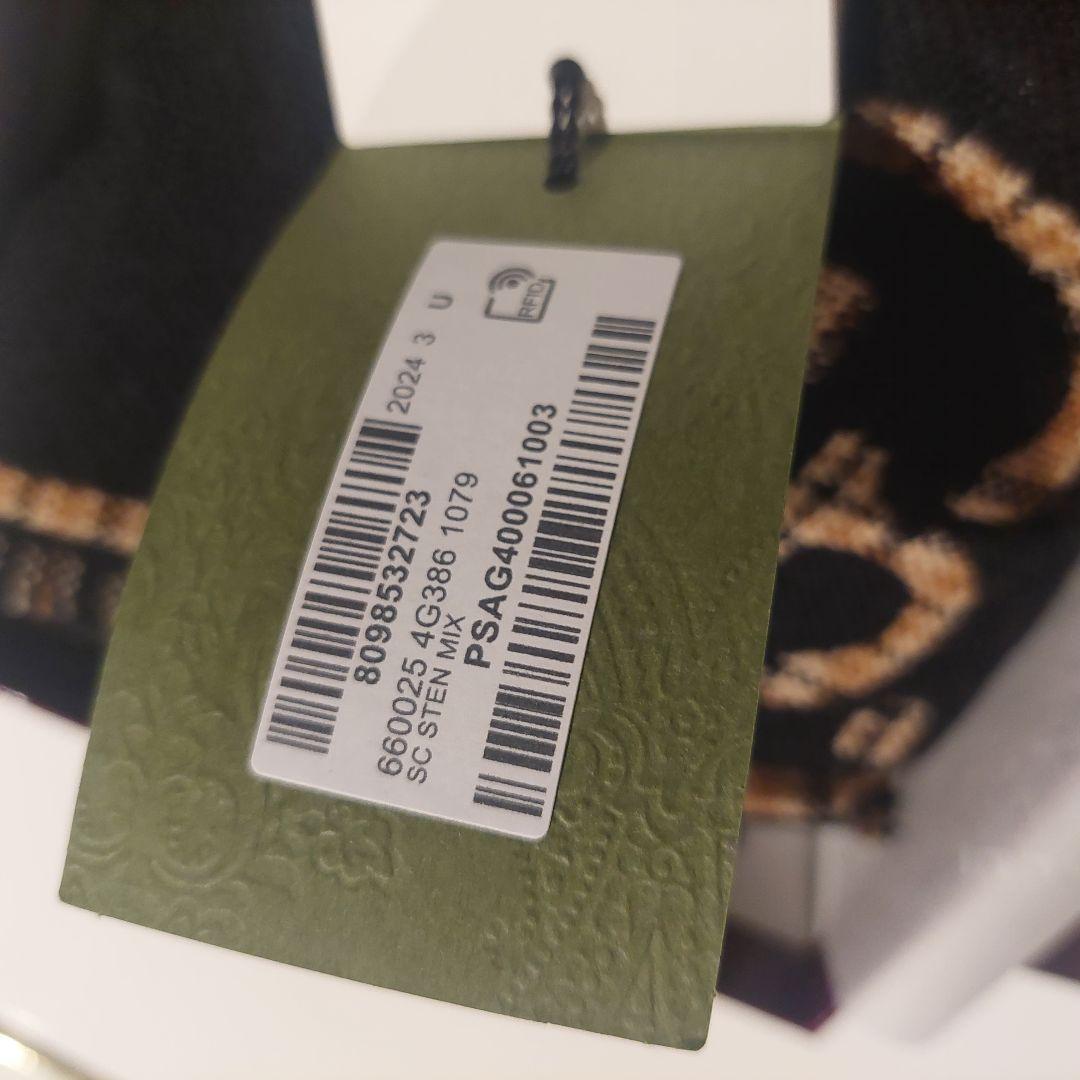 2024 3 U
RFID
8098532723
660025 4G386 1079
SC STEN MIX
PSAG400061003